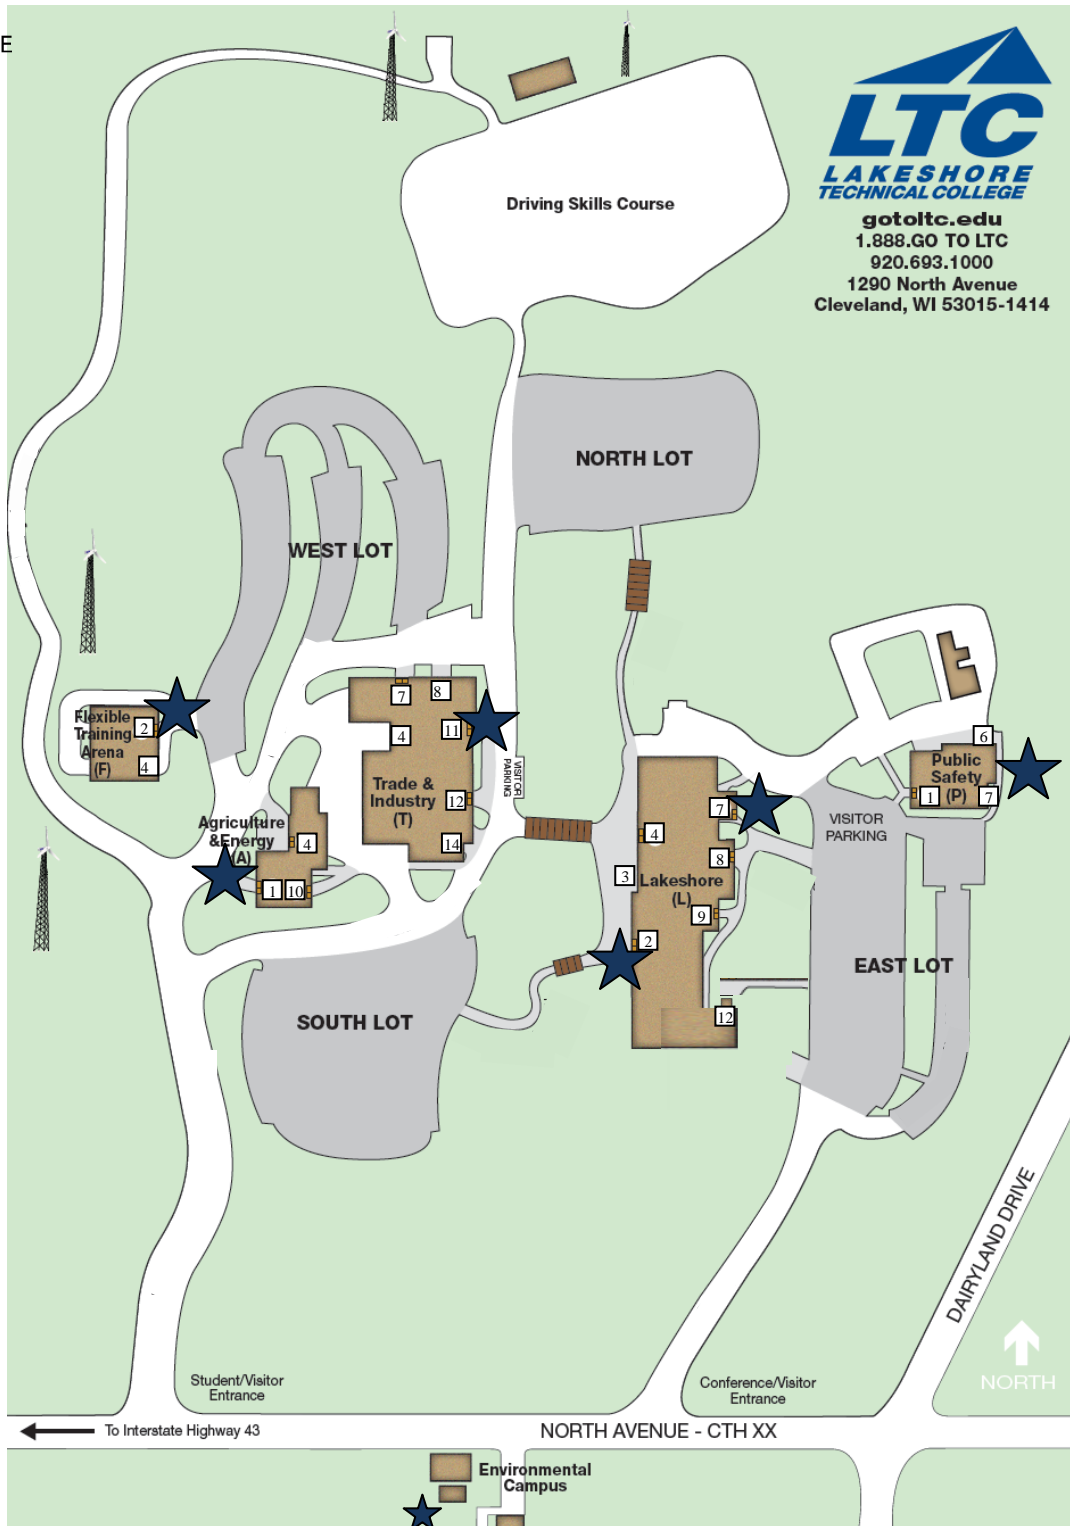 E
LTC
LAKESHORE
TECHNICAL COLLEGE
gotoltc.edu
1.888.GO TO LTC
920.693.1000
1290 North Avenue
Cleveland, WI 53015-1414
Driving Skills Course
NORTH LOT
WEST LOT
Flexible
Training
Arena
(F)
2
4
7
8
4
11
12
14
Trade &
Industry
(T)
VISITOR
PARKING
Agriculture
&Energy
(A)
4
1
10
Lakeshore
(L)
7
4
8
3
9
2
12
Public
Safety
(P)
6
1
7
VISITOR
PARKING
EAST LOT
SOUTH LOT
DAIRYLAND DRIVE
NORTH
Student/Visitor
Entrance
Conference/Visitor
Entrance
To Interstate Highway 43
NORTH AVENUE - CTH XX
Environmental
Campus